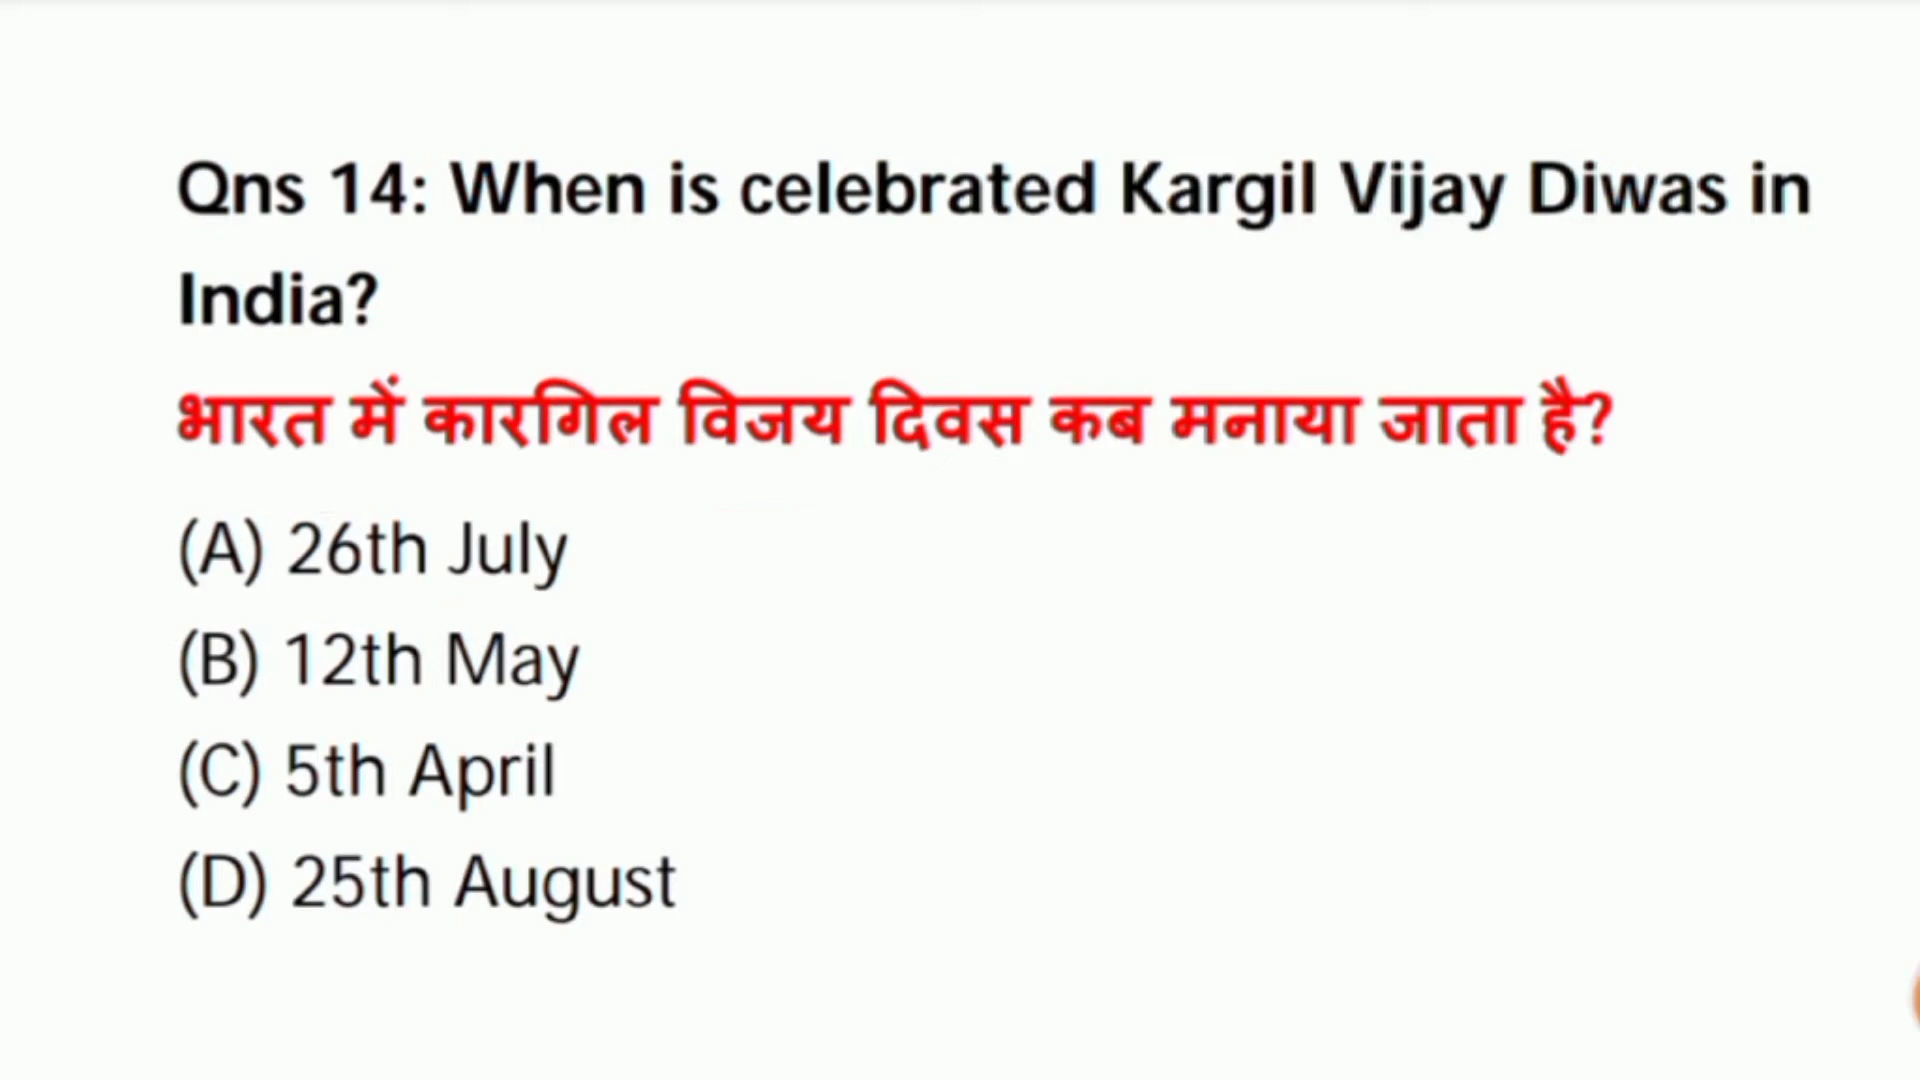 Qns 14: When is celebrated Kargil Vijay Diwas in
India?
भारत में कारगिल विजय दिवस कब मनाया जाता है?
(A) 26th July
(B) 12th May
(C) 5th April
(D) 25th August